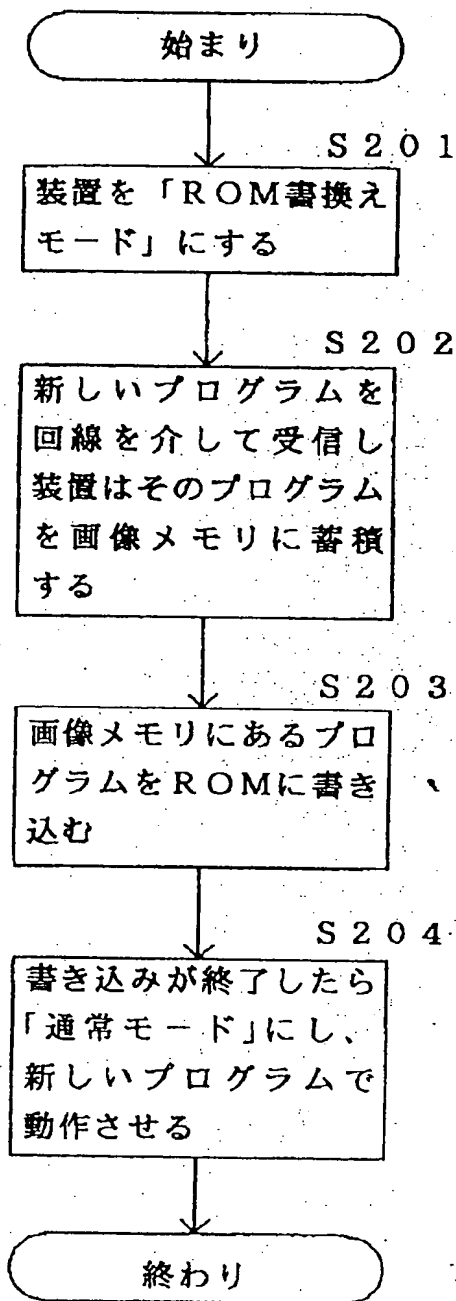 始まり
S201
装置を「ROM書換え
モード」にする
S202
新しいプログラムを
回線を介して受信し
装置はそのプログラム
を画像メモリに蓄積
する
S203
画像メモリにあるプロ
グラムをROMに書き
込む
S204
書き込みが終了したら
「通常モード」にし、
新しいプログラムで
動作させる
終わり